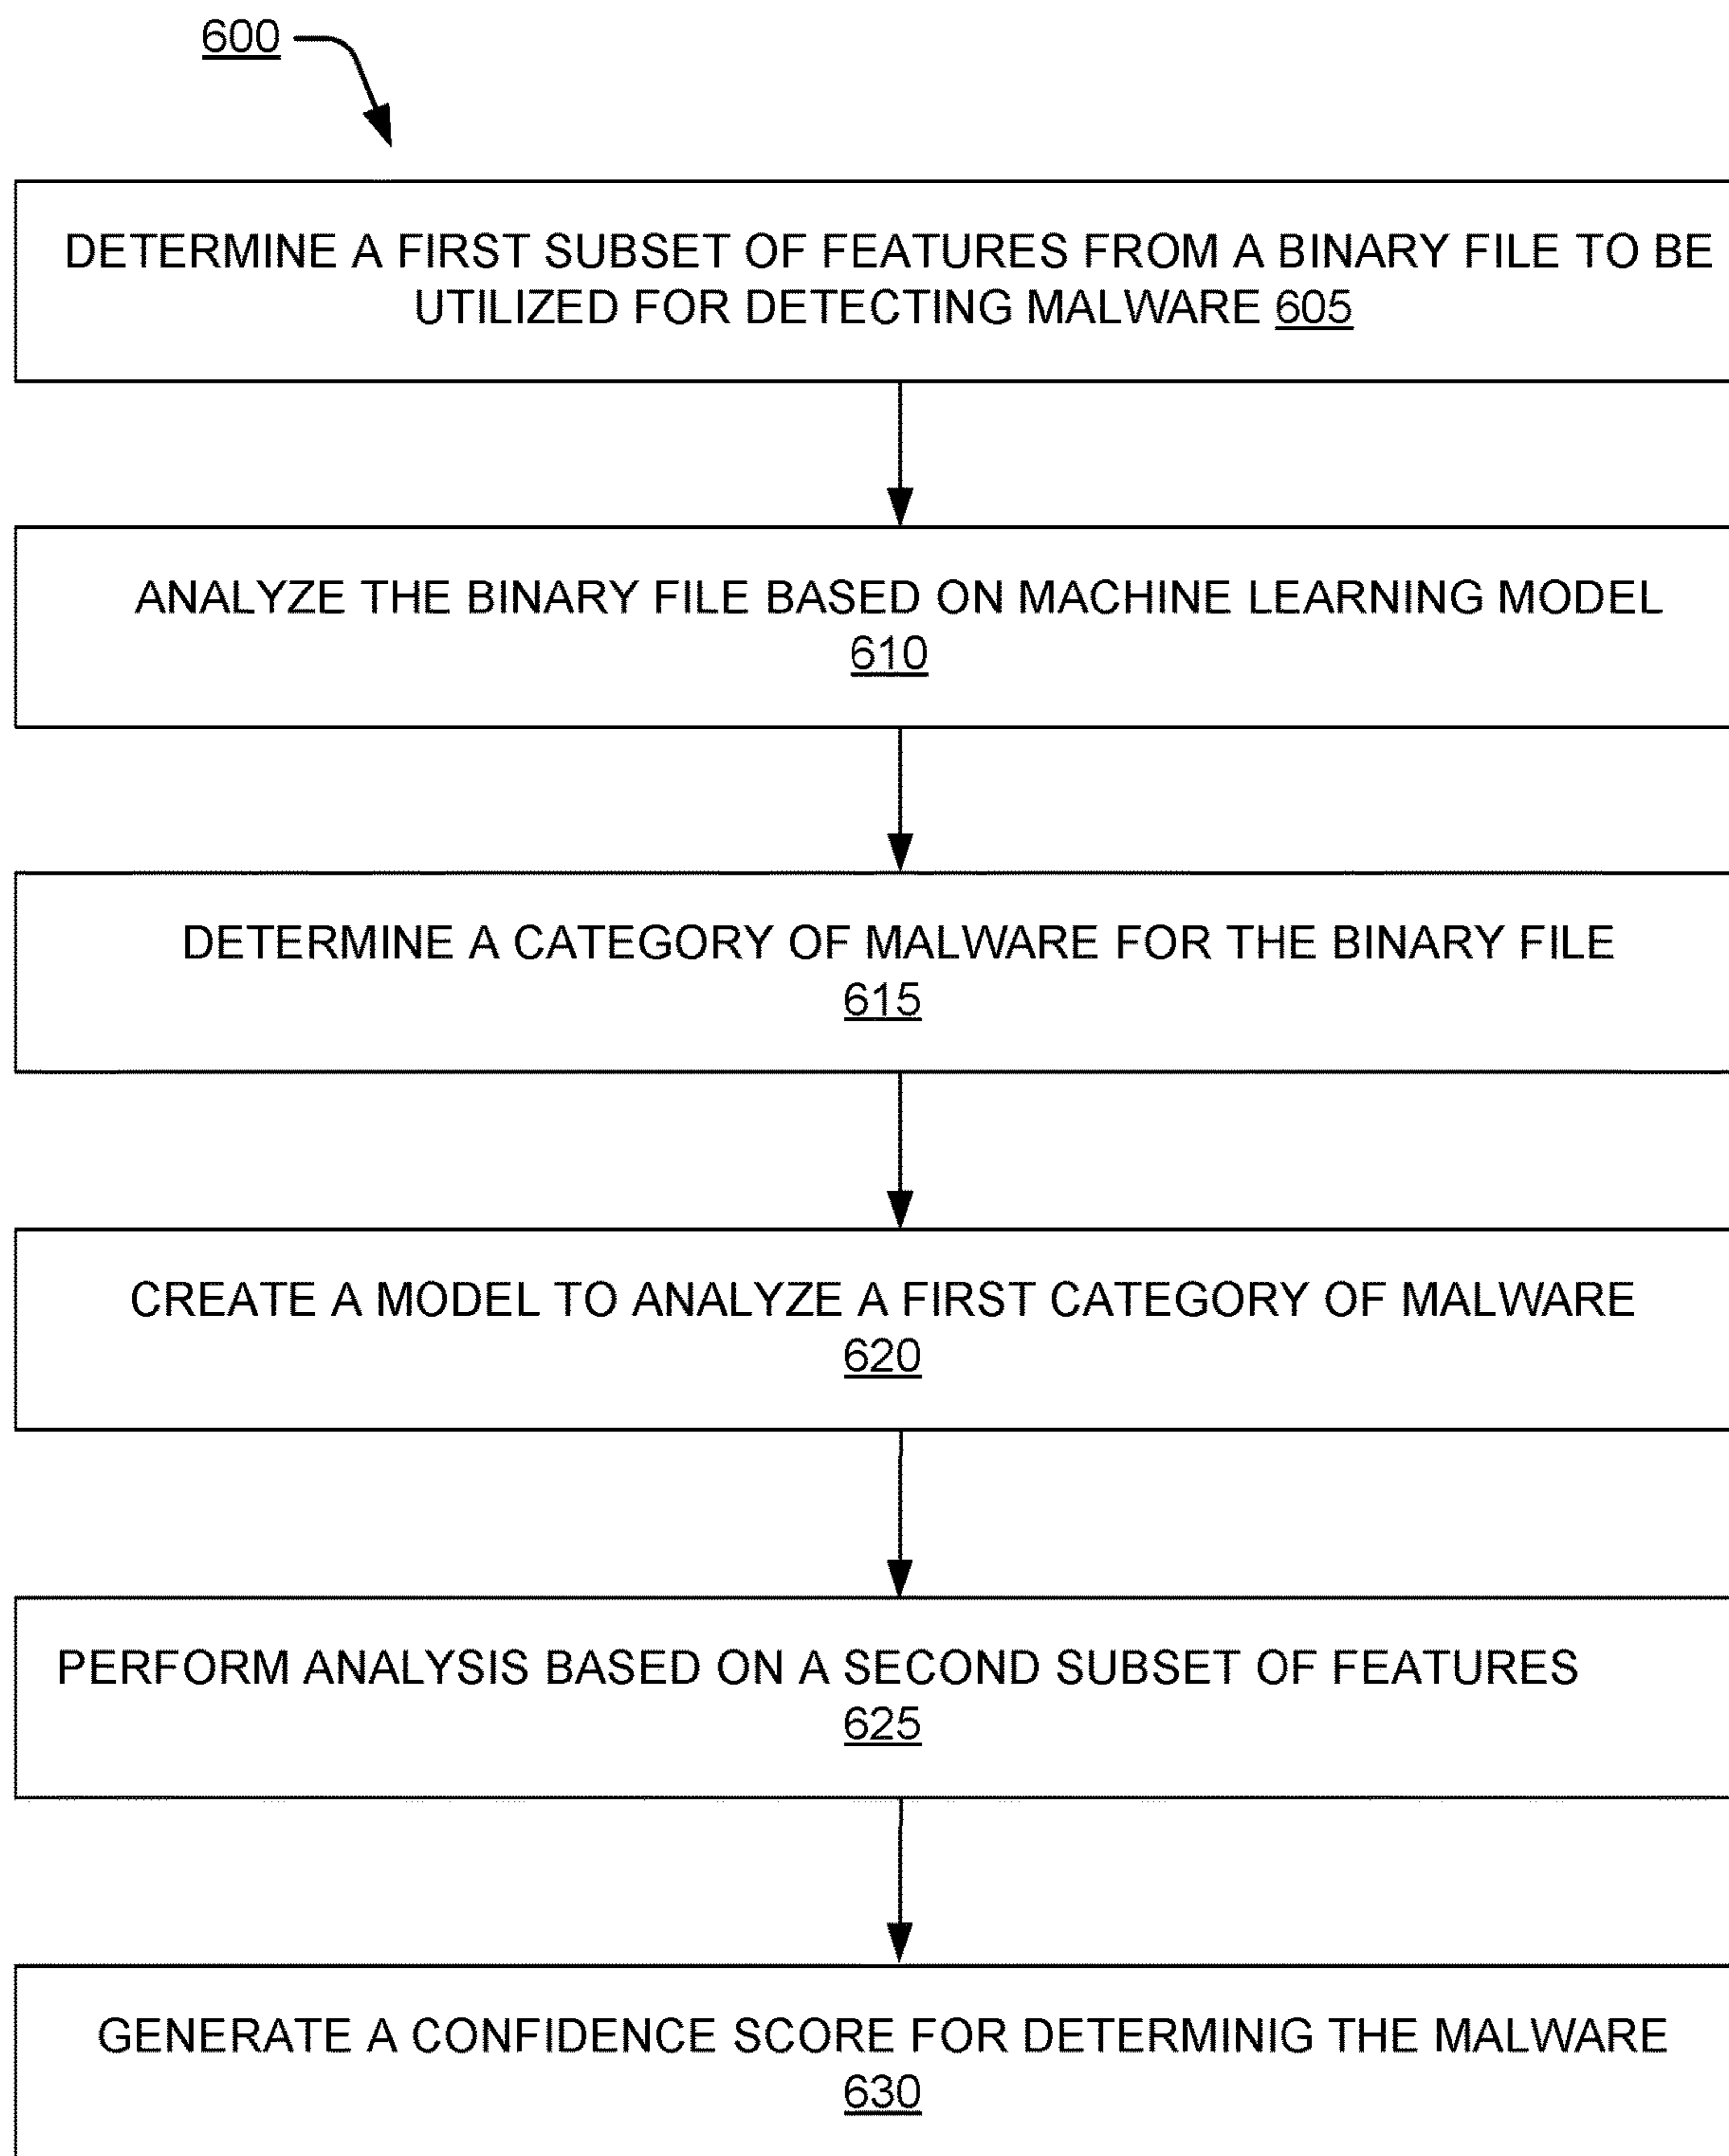 600
DETERMINE A FIRST SUBSET OF FEATURES FROM A BINARY FILE TO BE
UTILIZED FOR DETECTING MALWARE 605
ANALYZE THE BINARY FILE BASED ON MACHINE LEARNING MODEL
610
DETERMINE A CATEGORY OF MALWARE FOR THE BINARY FILE
615
CREATE A MODEL TO ANALYZE A FIRST CATEGORY OF MALWARE
620
PERFORM ANALYSIS BASED ON A SECOND SUBSET OF FEATURES
625
GENERATE A CONFIDENCE SCORE FOR DETERMINIG THE MALWARE
630